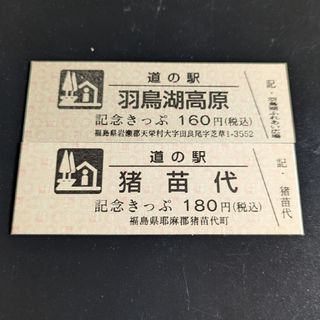 道の駅
羽鳥湖高原
記念きっぷ 160円(税込)
福島県岩瀬郡天栄村大字田良尾字芝草1-3552
道の駅
猪苗代
記念きっぷ 180円(税込)
福島県耶麻郡猪苗代町
記・猪苗代